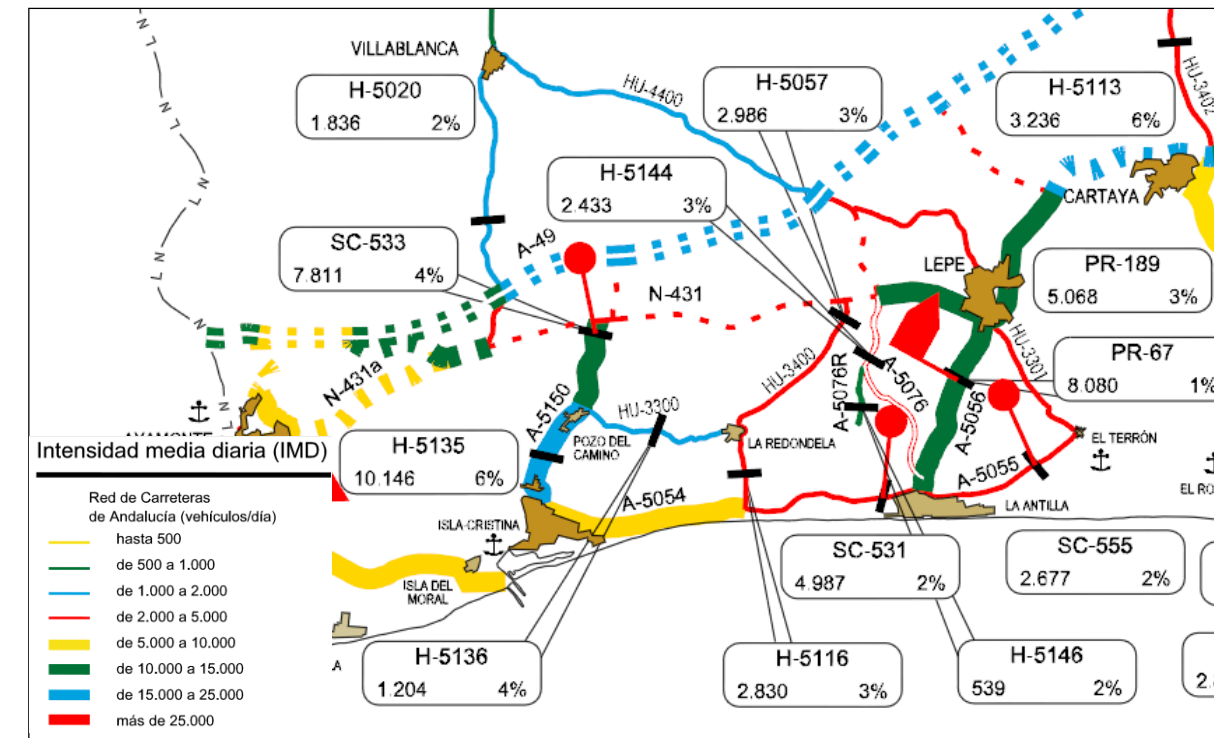 VILLABLANCA
H-5020
1.836 2%
HU-4400
H-5057
2.986 3%
H-5113
3.236 6%
HU-3402
H-5144
2.433 3%
CARTAYA
SC-533
7.811 4%
A-49
N-431
LEPE
PR-189
5.068 3%
N-431a
HU-3400
A-5076R
A-5076
A-5056
HU-3301
PR-67
8.080 1%
A-5150
HU-3300
POZO DEL
CAMINO
LA REDONDELA
EL TERRÓN
H-5135
10.146 6%
A-5054
A-5055
ISLA-CRISTINA
LA ANTILLA
EL RO
ISLA DEL
MORAL
SC-531
4.987 2%
SC-555
2.677 2%
H-5136
1.204 4%
H-5116
2.830 3%
H-5146
539 2%
2.
Intensidad media diaria (IMD)
Red de Carreteras
de Andalucía (vehículos/día)
hasta 500
de 500 a 1.000
de 1.000 a 2.000
de 2.000 a 5.000
de 5.000 a 10.000
de 10.000 a 15.000
de 15.000 a 25.000
más de 25.000